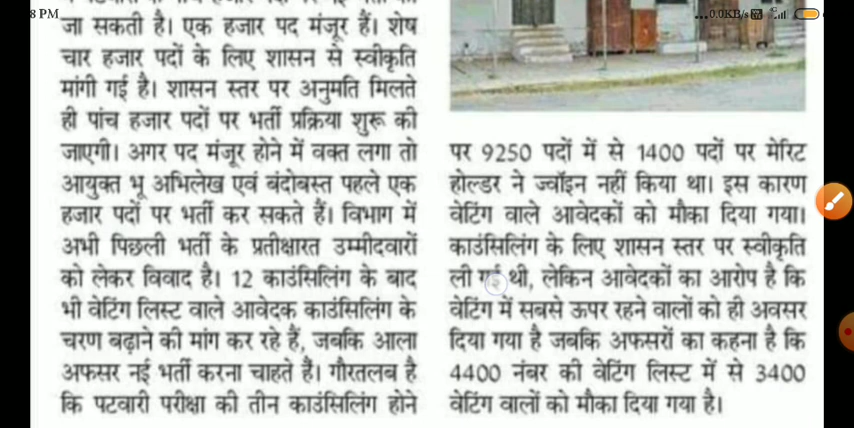 8 PM
...0.0KB/s
जा सकती है। एक हजार पद मंजूर हैं। शेष
चार हजार पदों के लिए शासन से स्वीकृति
मांगी गई है। शासन स्तर पर अनुमति मिलते
ही पांच हजार पदों पर भर्ती प्रक्रिया शुरू की
जाएगी। अगर पद मंजूर होने में वक्त लगा तो
आयुक्त भू अभिलेख एवं बंदोबस्त पहले एक
हजार पदों पर भर्ती कर सकते हैं। विभाग में
अभी पिछली भर्ती के प्रतीक्षारत उम्मीदवारों
को लेकर विवाद है। 12 काउंसिलिंग के बाद
भी वेटिंग लिस्ट वाले आवेदक काउंसिलिंग के
चरण बढ़ाने की मांग कर रहे हैं, जबकि आला
अफसर नई भर्ती करना चाहते हैं। गौरतलब है
कि पटवारी परीक्षा की तीन काउंसिलिंग होने
पर 9250 पदों में से 1400 पदों पर मेरिट
होल्डर ने ज्वॉइन नहीं किया था। इस कारण
वेटिंग वाले आवेदकों को मौका दिया गया।
काउंसिलिंग के लिए शासन स्तर पर स्वीकृति
ली गई थी, लेकिन आवेदकों का आरोप है कि
वेटिंग में सबसे ऊपर रहने वालों को ही अवसर
दिया गया है जबकि अफसरों का कहना है कि
4400 नंबर की वेटिंग लिस्ट में से 3400
वेटिंग वालों को मौका दिया गया है।